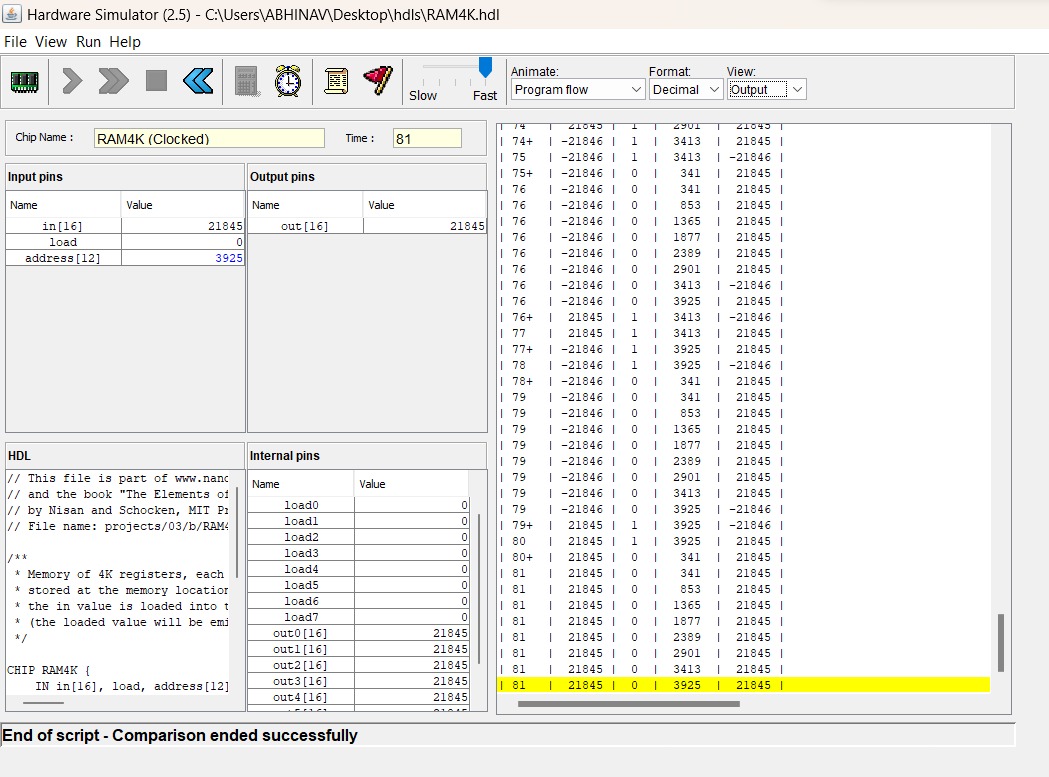 Hardware Simulator (2.5) - C:\Users\ABHINAV\Desktop\hdls\RAM4K.hdl
File View Run Help
Slow Fast
Animate:
Program flow
Format:
Decimal
View:
Output
Chip Name : RAM4K (Clocked) Time : 81
Input pins
Name Value
in[16] 21845
load 0
address[12] 3925
Output pins
Name Value
out[16] 21845
HDL
// This file is part of www.nand
// and the book "The Elements of
// by Nisan and Schocken, MIT Pr
// File name: projects/03/b/RAM4
/**
* Memory of 4K registers, each
* stored at the memory location
* the in value is loaded into t
* (the loaded value will be emi
*/
CHIP RAM4K {
IN in[16], load, address[12]
Internal pins
Name Value
load0 0
load1 0
load2 0
load3 0
load4 0
load5 0
load6 0
load7 0
out0[16] 21845
out1[16] 21845
out2[16] 21845
out3[16] 21845
out4[16] 21845
| 74 | 21845 | 1 | 2901 | 21845 |
| 74+ | -21846 | 1 | 3413 | 21845 |
| 75 | -21846 | 1 | 3413 | -21846 |
| 75+ | -21846 | 0 | 341 | 21845 |
| 76 | -21846 | 0 | 341 | 21845 |
| 76 | -21846 | 0 | 853 | 21845 |
| 76 | -21846 | 0 | 1365 | 21845 |
| 76 | -21846 | 0 | 1877 | 21845 |
| 76 | -21846 | 0 | 2389 | 21845 |
| 76 | -21846 | 0 | 2901 | 21845 |
| 76 | -21846 | 0 | 3413 | -21846 |
| 76 | -21846 | 0 | 3925 | 21845 |
| 76+ | 21845 | 1 | 3413 | -21846 |
| 77 | 21845 | 1 | 3413 | 21845 |
| 77+ | -21846 | 1 | 3925 | 21845 |
| 78 | -21846 | 1 | 3925 | -21846 |
| 78+ | -21846 | 0 | 341 | 21845 |
| 79 | -21846 | 0 | 341 | 21845 |
| 79 | -21846 | 0 | 853 | 21845 |
| 79 | -21846 | 0 | 1365 | 21845 |
| 79 | -21846 | 0 | 1877 | 21845 |
| 79 | -21846 | 0 | 2389 | 21845 |
| 79 | -21846 | 0 | 2901 | 21845 |
| 79 | -21846 | 0 | 3413 | 21845 |
| 79 | -21846 | 0 | 3925 | -21846 |
| 79+ | 21845 | 1 | 3925 | -21846 |
| 80 | 21845 | 1 | 3925 | 21845 |
| 80+ | 21845 | 0 | 341 | 21845 |
| 81 | 21845 | 0 | 341 | 21845 |
| 81 | 21845 | 0 | 853 | 21845 |
| 81 | 21845 | 0 | 1365 | 21845 |
| 81 | 21845 | 0 | 1877 | 21845 |
| 81 | 21845 | 0 | 2389 | 21845 |
| 81 | 21845 | 0 | 2901 | 21845 |
| 81 | 21845 | 0 | 3413 | 21845 |
| 81 | 21845 | 0 | 3925 | 21845 |
End of script - Comparison ended successfully